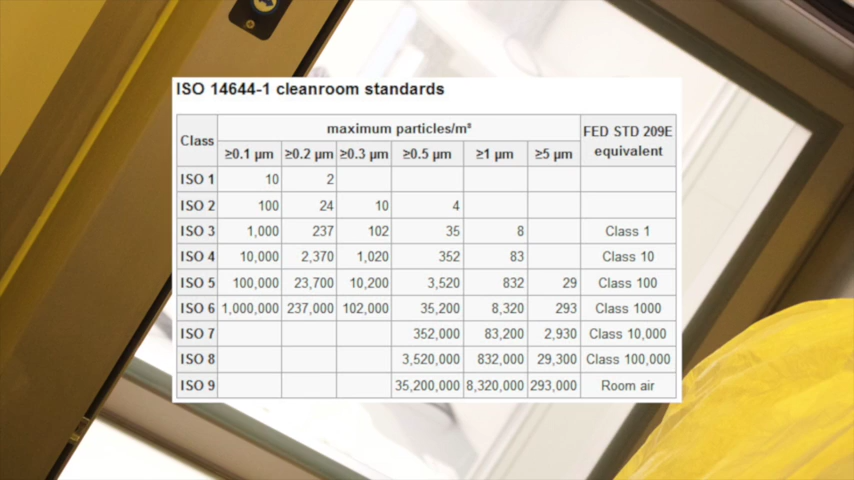 ISO 14644-1 cleanroom standards
Class maximum particles/m³ FED STD 209E equivalent
≥0.1 µm ≥0.2 µm ≥0.3 µm ≥0.5 µm ≥1 µm ≥5 µm
ISO 1 10 2
ISO 2 100 24 10 4
ISO 3 1,000 237 102 35 8 Class 1
ISO 4 10,000 2,370 1,020 352 83 Class 10
ISO 5 100,000 23,700 10,200 3,520 832 29 Class 100
ISO 6 1,000,000 237,000 102,000 35,200 8,320 293 Class 1000
ISO 7 352,000 83,200 2,930 Class 10,000
ISO 8 3,520,000 832,000 29,300 Class 100,000
ISO 9 35,200,000 8,320,000 293,000 Room air